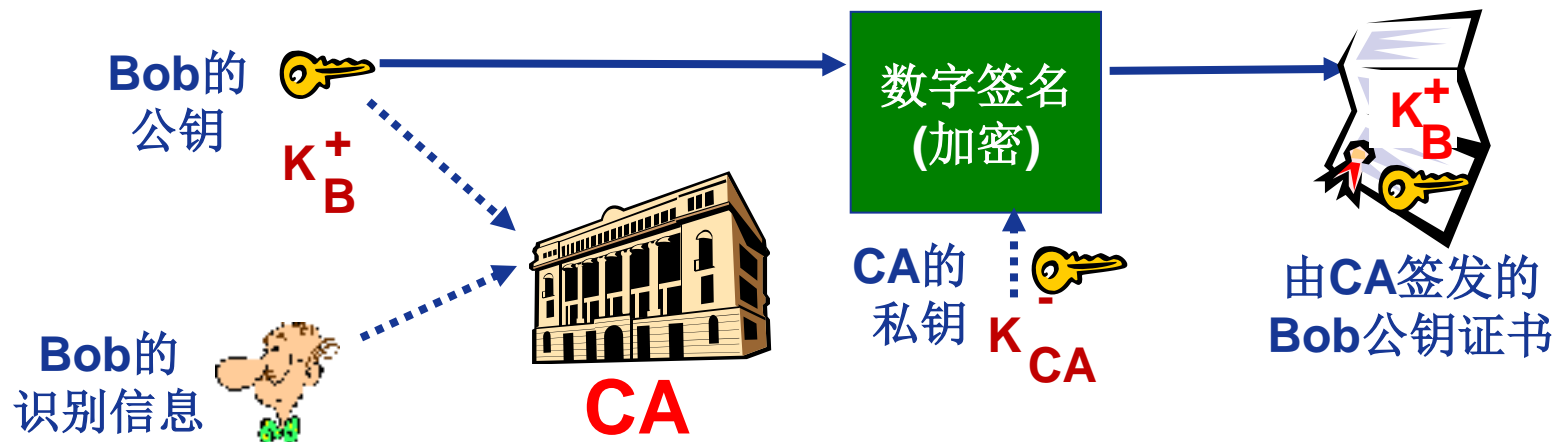 Bob的
公钥
K+B
Bob的
识别信息
CA
数字签名
(加密)
CA的
私钥
K-CA
K+B
由CA签发的
Bob公钥证书